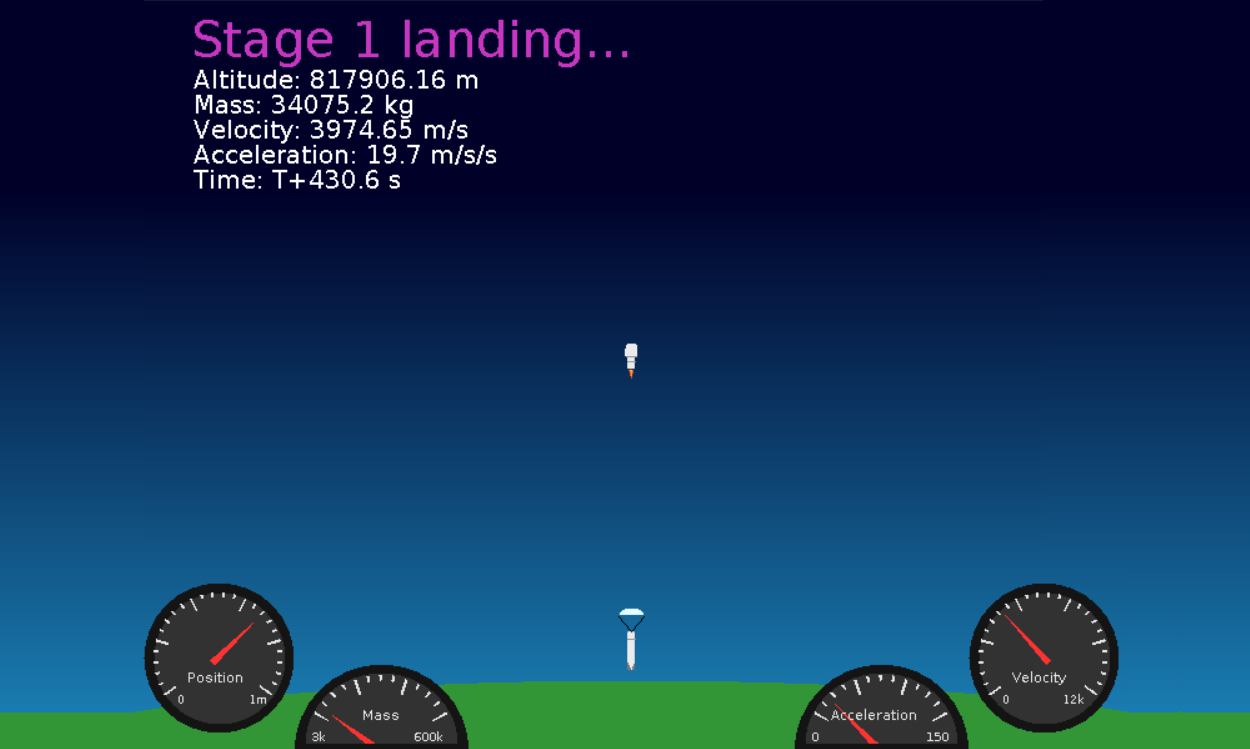 Stage 1 landing...
Altitude: 817906.16 m
Mass: 34075.2 kg
Velocity: 3974.65 m/s
Acceleration: 19.7 m/s/s
Time: T+430.6 s
Position
0 1m
Mass
3k 600k
Acceleration
0 150
Velocity
0 12k